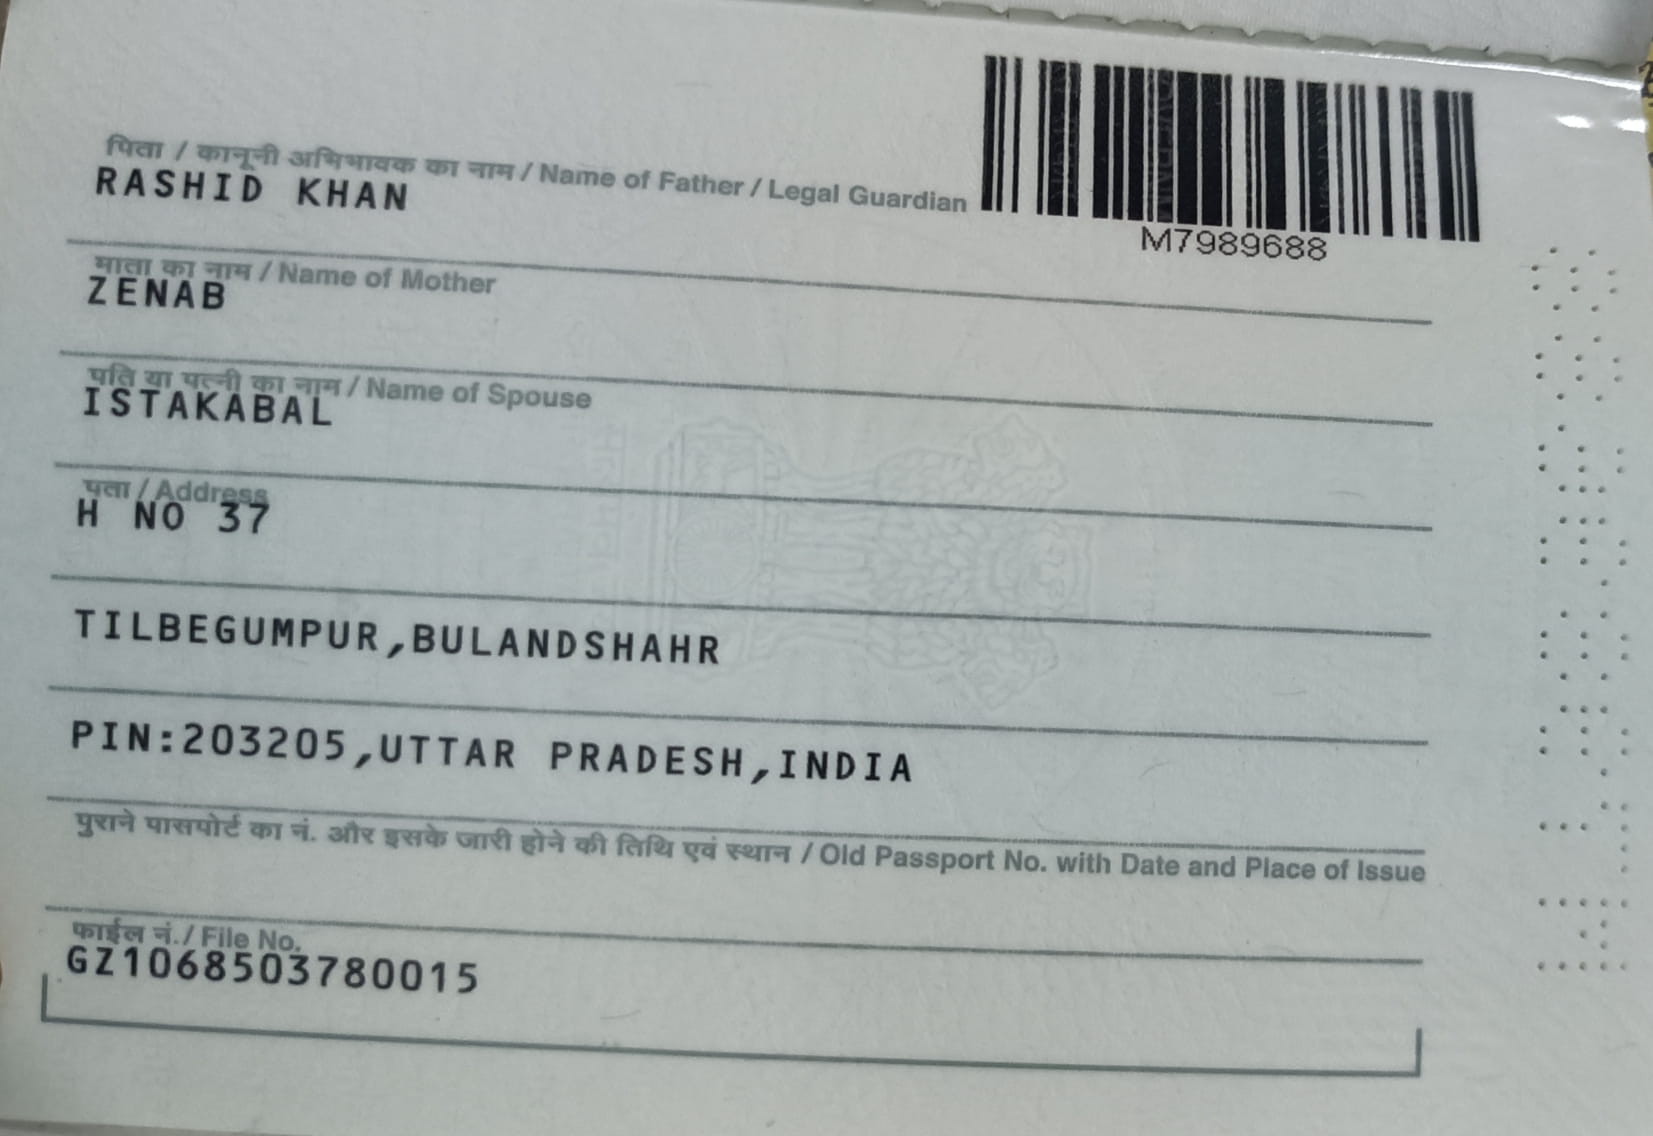 पिता / कानूनी अभिभावक का नाम / Name of Father / Legal Guardian
RASHID KHAN
M7989688
माता का नाम / Name of Mother
ZENAB
पति या पत्नी का नाम / Name of Spouse
ISTAKABAL
पता / Address
H NO 37
TILBEGUMPUR,BULANDSHAHR
PIN:203205,UTTAR PRADESH,INDIA
पुराने पासपोर्ट का नं. और इसके जारी होने की तिथि एवं स्थान / Old Passport No. with Date and Place of Issue
फाईल नं./ File No.
GZ1068503780015